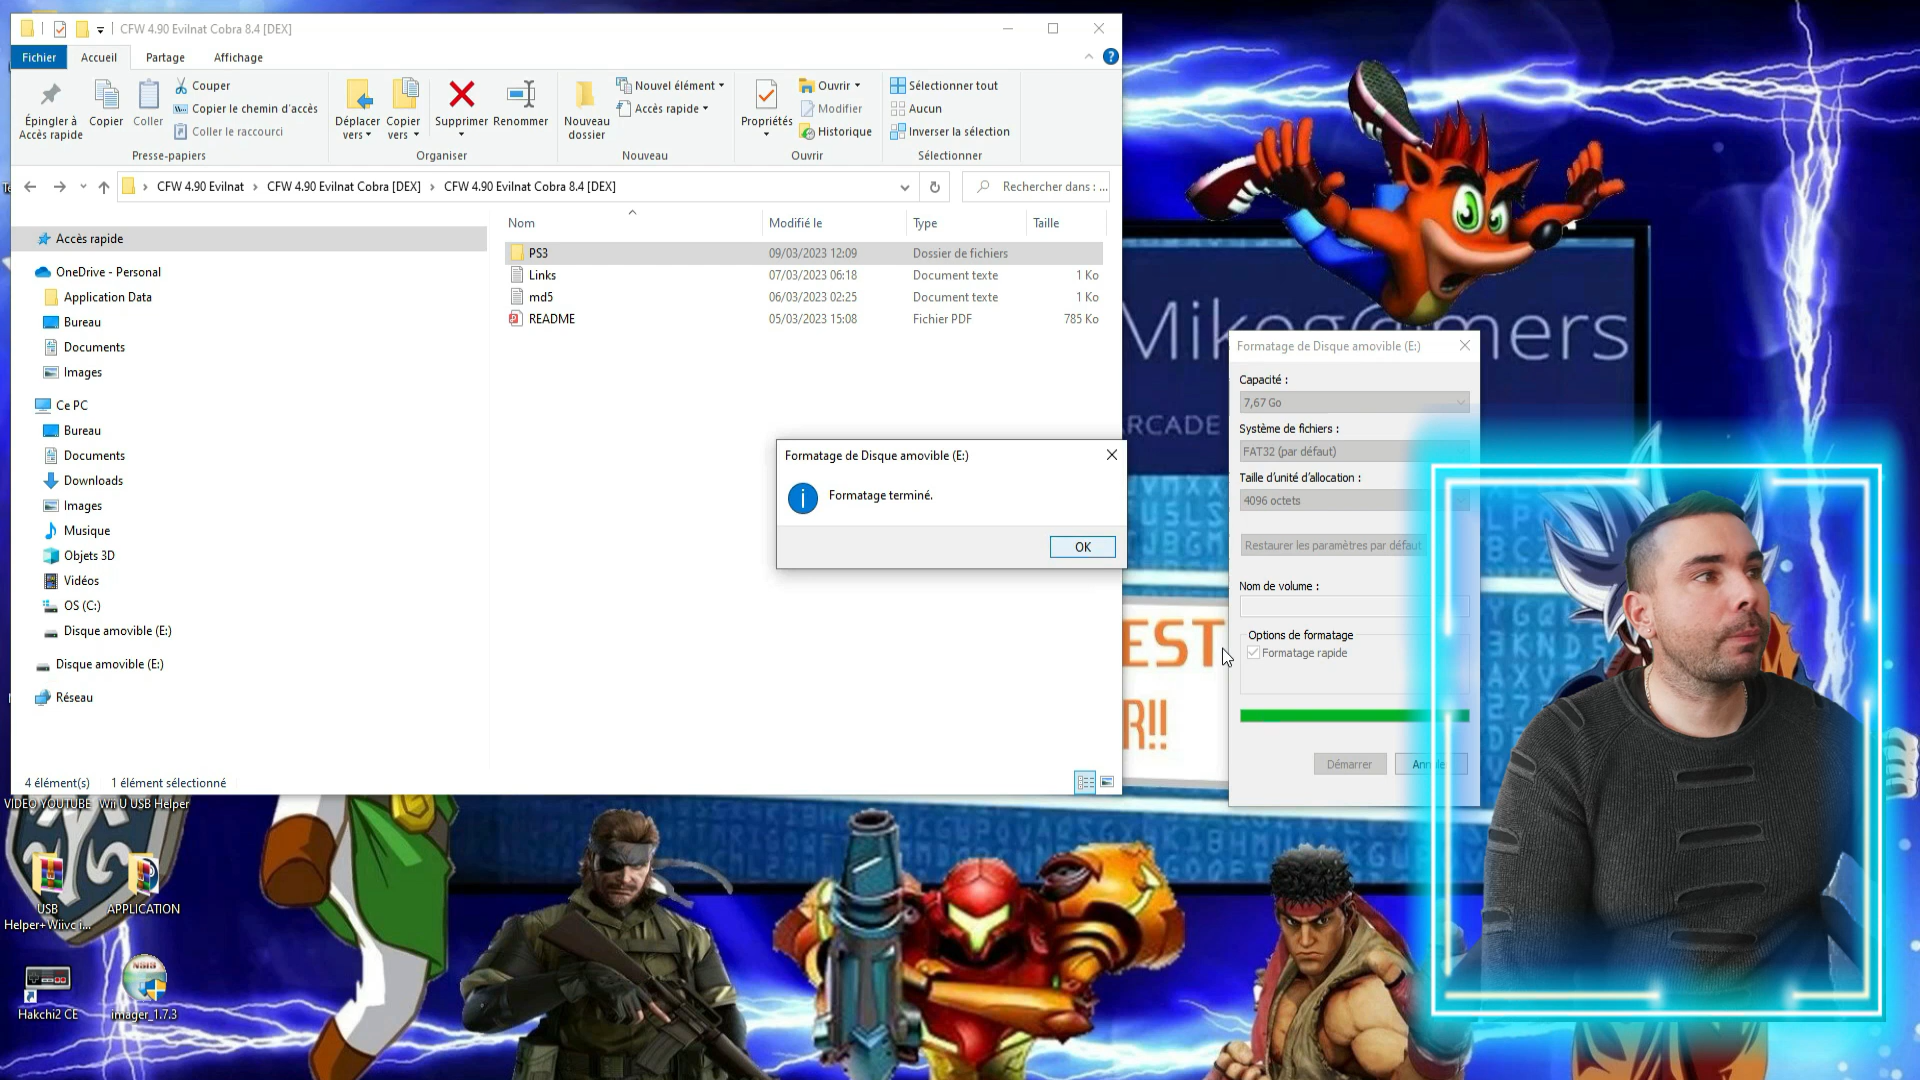 CFW 4.90 Evilnat Cobra 8.4 [DEX]
Fichier Accueil Partage Affichage
Épingler à
Accès rapide
Copier
Coller
Couper
Copier le chemin d'accès
Coller le raccourci
Presse-papiers
Déplacer
vers
Copier
vers
Supprimer
Renommer
Organiser
Nouveau
dossier
Nouvel élément
Accès rapide
Nouveau
Propriétés
Ouvrir
Modifier
Historique
Ouvrir
Sélectionner tout
Aucun
Inverser la sélection
Sélectionner
CFW 4.90 Evilnat > CFW 4.90 Evilnat Cobra [DEX] > CFW 4.90 Evilnat Cobra 8.4 [DEX]
Rechercher dans : ...
Accès rapide
OneDrive - Personal
Application Data
Bureau
Documents
Images
Ce PC
Bureau
Documents
Downloads
Images
Musique
Objets 3D
Vidéos
OS (C:)
Disque amovible (E:)
Disque amovible (E:)
Réseau
Nom Modifié le Type Taille
PS3 09/03/2023 12:09 Dossier de fichiers
Links 07/03/2023 06:18 Document texte 1 Ko
md5 06/03/2023 02:25 Document texte 1 Ko
README 05/03/2023 15:08 Fichier PDF 785 Ko
4 élément(s) 1 élément sélectionné
Formatage de Disque amovible (E:)
Formatage terminé.
OK
Formatage de Disque amovible (E:)
Capacité :
7,67 Go
Système de fichiers :
FAT32 (par défaut)
Taille d'unité d'allocation :
4096 octets
Restaurer les paramètres par défaut
Nom de volume :
Options de formatage
Formatage rapide
Démarrer
EST
R!!
RCADE
VIDEO YOUTUBE
Wii U USB Helper
USB
Helper+Wiivc i...
APPLICATION
Hakchi2 CE
imager_1.7.3